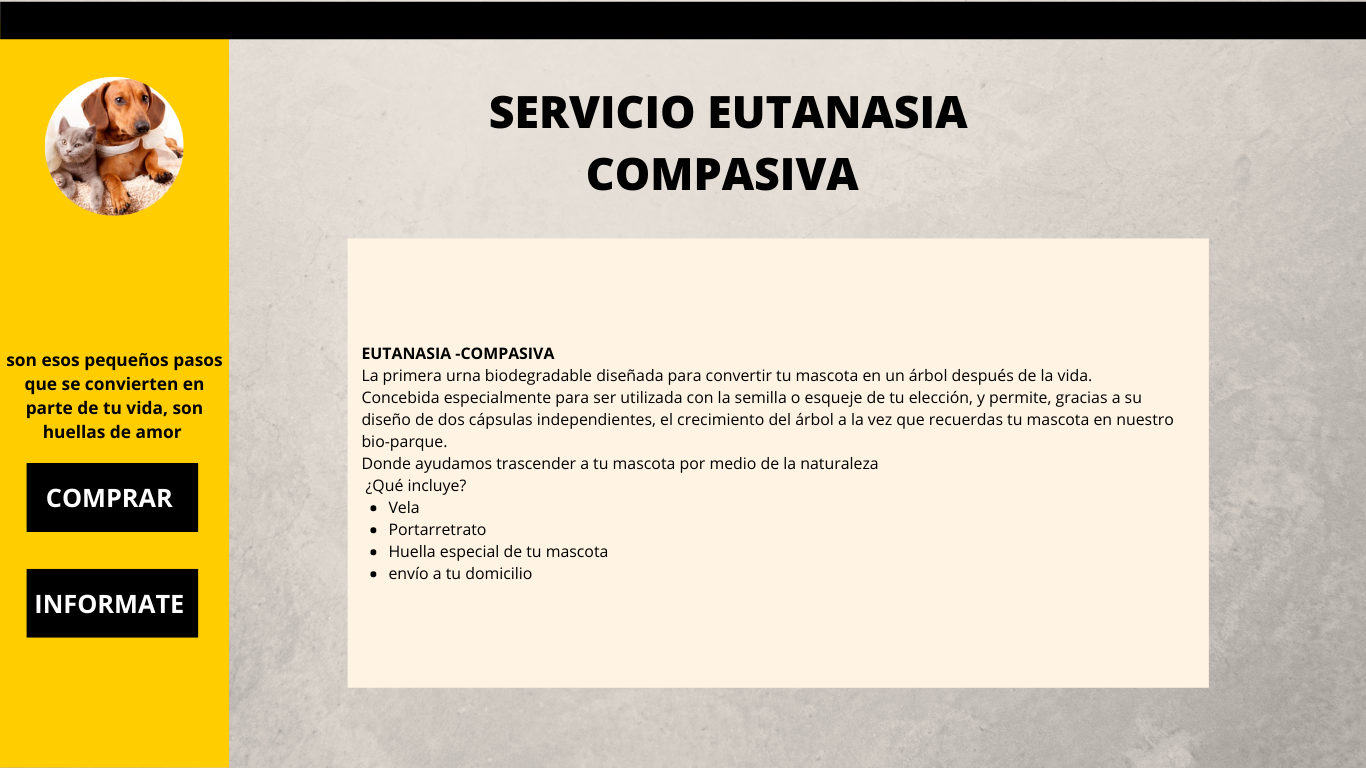 SERVICIO EUTANASIA
COMPASIVA
son esos pequeños pasos
que se convierten en
parte de tu vida, son
huellas de amor
COMPRAR
INFORMATE
EUTANASIA -COMPASIVA
La primera urna biodegradable diseñada para convertir tu mascota en un árbol después de la vida.
Concebida especialmente para ser utilizada con la semilla o esqueje de tu elección, y permite, gracias a su
diseño de dos cápsulas independientes, el crecimiento del árbol a la vez que recuerdas tu mascota en nuestro
bio-parque.
Donde ayudamos trascender a tu mascota por medio de la naturaleza
¿Qué incluye?
• Vela
• Portarretrato
• Huella especial de tu mascota
• envío a tu domicilio